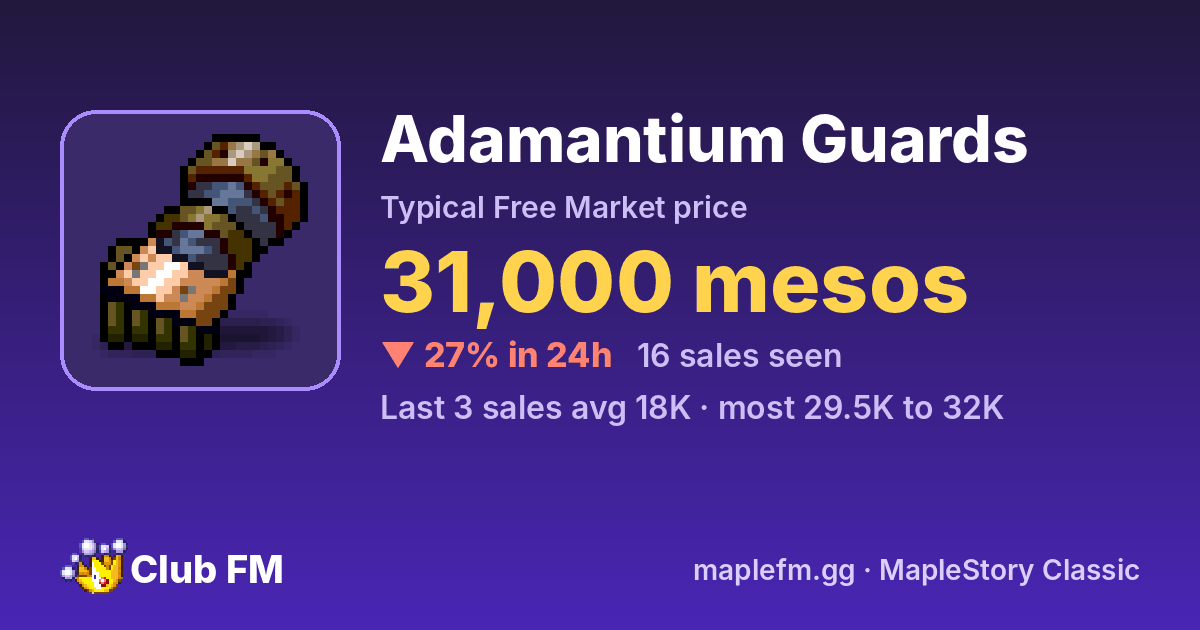 Adamantium Guards
Typical Free Market price
31,000 mesos
▼ 27% in 24h 16 sales seen
Last 3 sales avg 18K · most 29.5K to 32K
Club FM
maplefm.gg · MapleStory Classic